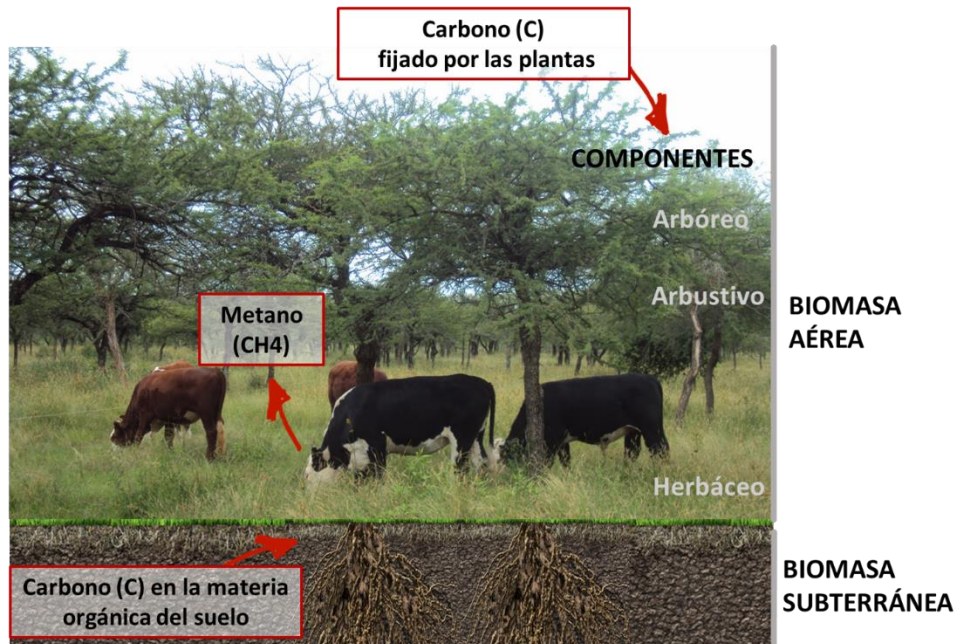 Carbono (C)
fijado por las plantas
COMPONENTES
Arbóreo
Arbustivo
Metano
(CH4)
BIOMASA
AÉREA
Herbáceo
Carbono (C) en la materia
orgánica del suelo
BIOMASA
SUBTERRÁNEA